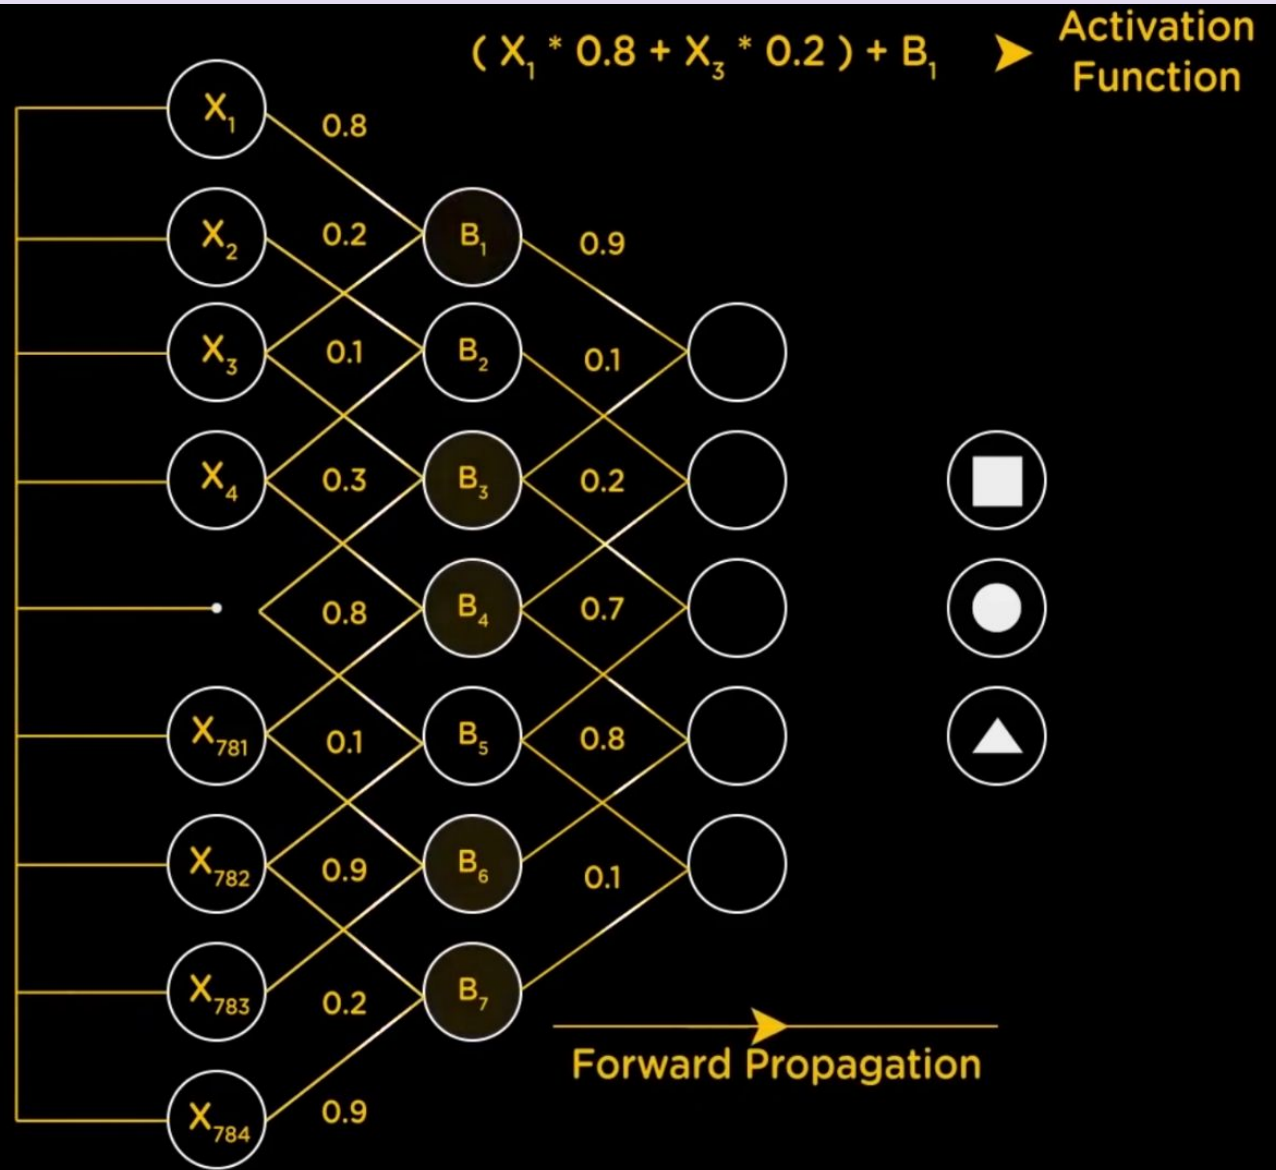 ( X₁ * 0.8 + X₃ * 0.2 ) + B₁
Activation
Function
X₁
X₂
X₃
X₄
X₇₈₁
X₇₈₂
X₇₈₃
X₇₈₄
0.8
0.2
0.1
0.3
0.8
0.1
0.9
0.2
0.9
B₁
B₂
B₃
B₄
B₅
B₆
B₇
0.9
0.1
0.2
0.7
0.8
0.1
Forward Propagation